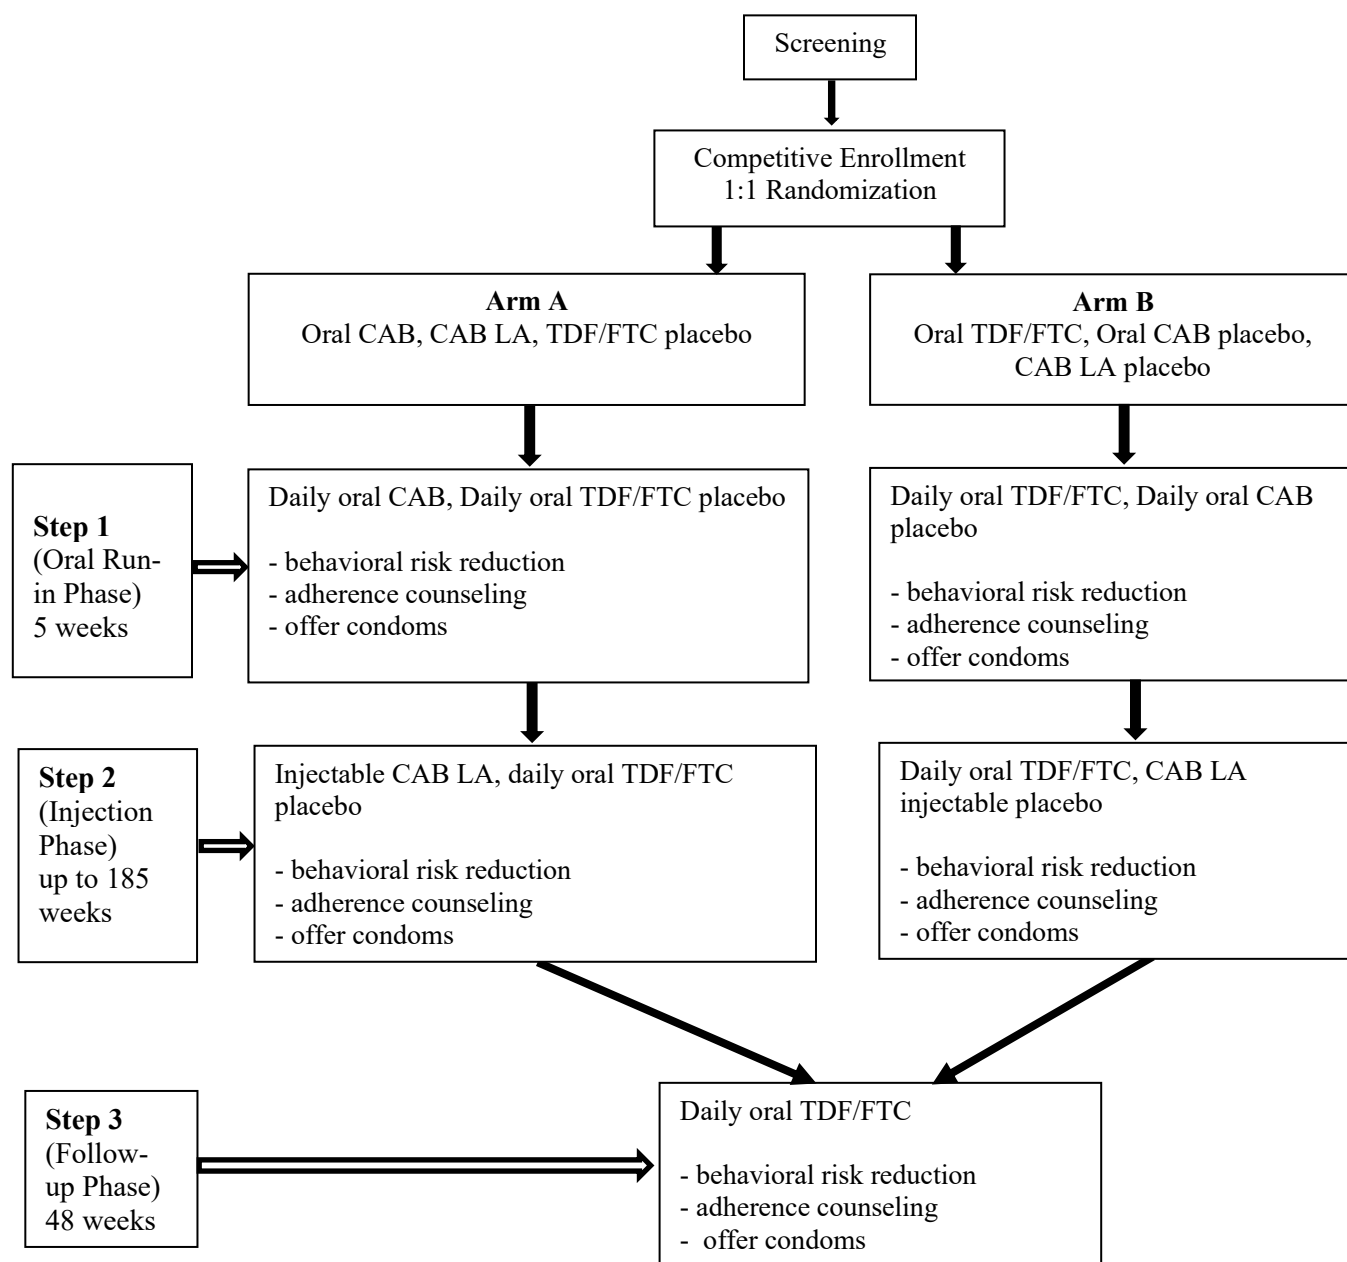 Screening
Competitive Enrollment
1:1 Randomization
Arm A
Oral CAB, CAB LA, TDF/FTC placebo
Arm B
Oral TDF/FTC, Oral CAB placebo,
CAB LA placebo
Step 1
(Oral Run-
in Phase)
5 weeks
Daily oral CAB, Daily oral TDF/FTC placebo
- behavioral risk reduction
- adherence counseling
- offer condoms
Daily oral TDF/FTC, Daily oral CAB
placebo
- behavioral risk reduction
- adherence counseling
- offer condoms
Step 2
(Injection
Phase)
up to 185
weeks
Injectable CAB LA, daily oral TDF/FTC
placebo
- behavioral risk reduction
- adherence counseling
- offer condoms
Daily oral TDF/FTC, CAB LA
injectable placebo
- behavioral risk reduction
- adherence counseling
- offer condoms
Step 3
(Follow-
up Phase)
48 weeks
Daily oral TDF/FTC
- behavioral risk reduction
- adherence counseling
-  offer condoms